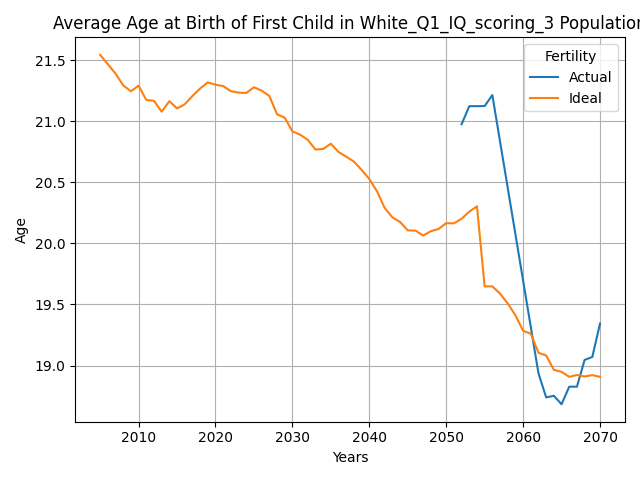 Average Age at Birth of First Child in White_Q1_IQ_scoring_3 Population
Fertility
Actual
Ideal
21.5
21.0
20.5
20.0
19.5
19.0
Age
2010 2020 2030 2040 2050 2060 2070
Years